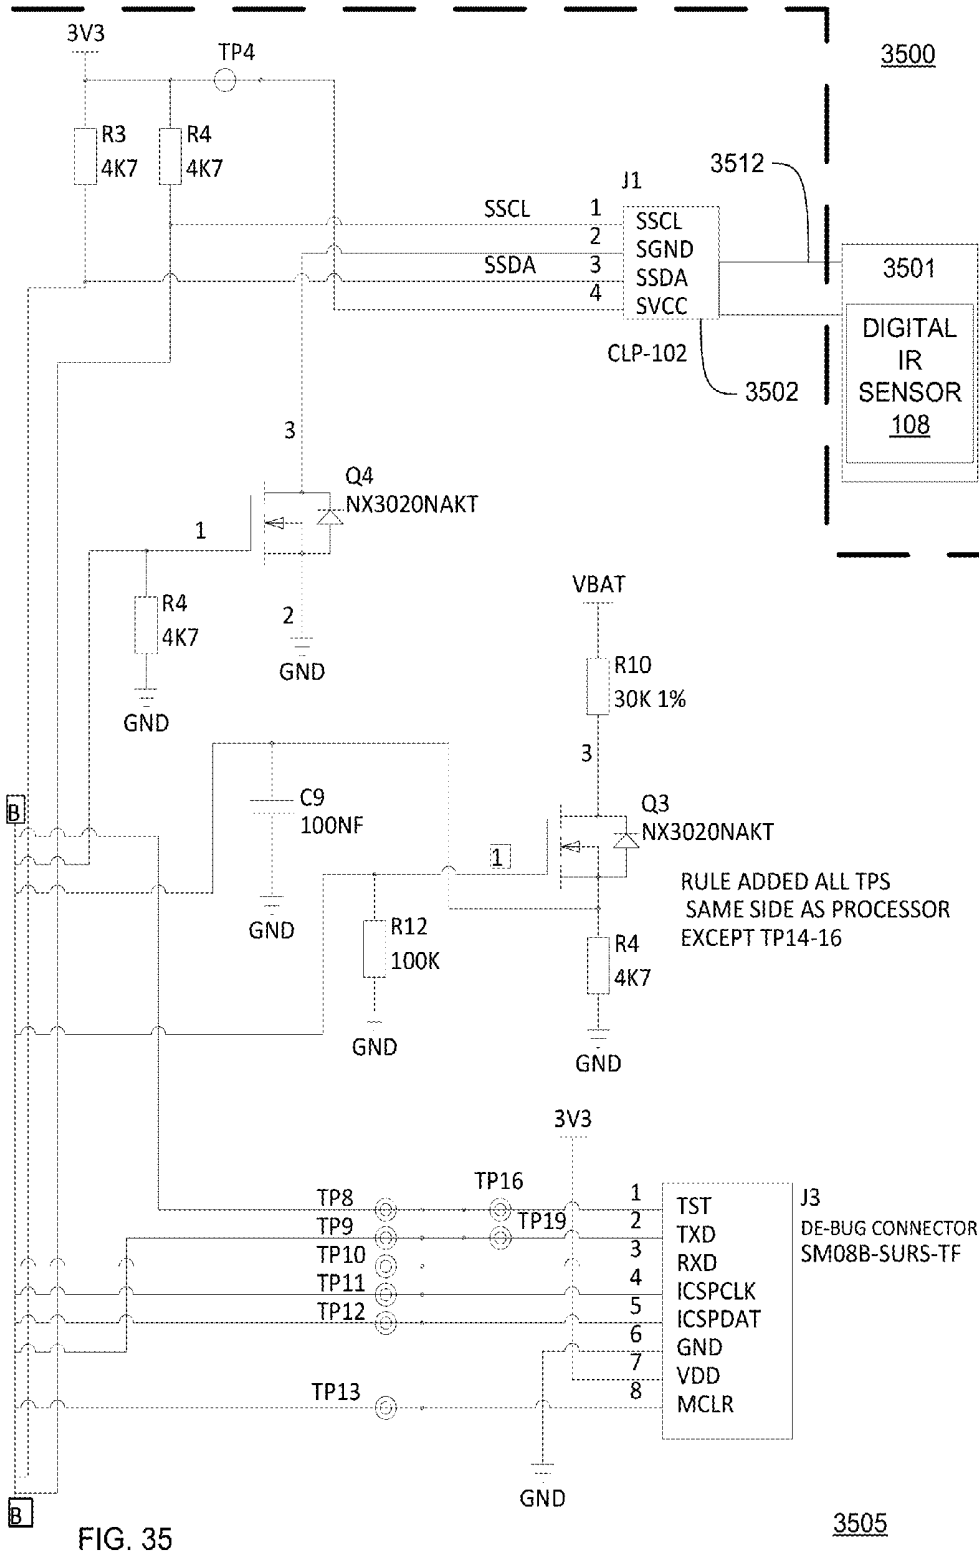 3V3
TP4
3500
R3
4K7
R4
4K7
3512
J1
SSCL
1
SSCL
2
SGND
SSDA
3
SSDA
4
SVCC
3501
DIGITAL
IR
SENSOR
108
CLP-102
3502
3
Q4
NX3020NAKT
1
R4
4K7
2
GND
GND
VBAT
R10
30K 1%
3
B
C9
100NF
Q3
NX3020NAKT
1
RULE ADDED ALL TPS
SAME SIDE AS PROCESSOR
EXCEPT TP14-16
GND
R12
100K
R4
4K7
GND
GND
3V3
TP8
TP16
1
TST
J3
TP9
TP19
2
TXD
DE-BUG CONNECTOR
SM08B-SURS-TF
TP10
3
RXD
TP11
4
ICSPCLK
TP12
5
ICSPDAT
6
GND
7
VDD
TP13
8
MCLR
GND
B
FIG. 35
3505